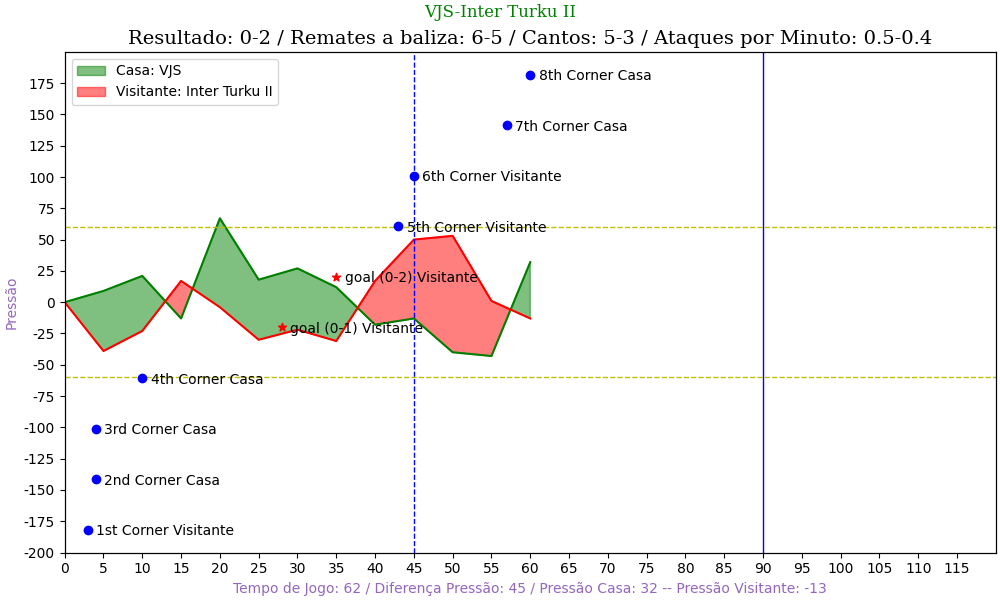 VJS-Inter Turku II
Resultado: 0-2 / Remates a baliza: 6-5 / Cantos: 5-3 / Ataques por Minuto: 0.5-0.4
Casa: VJS
Visitante: Inter Turku II
8th Corner Casa
7th Corner Casa
6th Corner Visitante
5th Corner Visitante
goal (0-2) Visitante
goal (0-1) Visitante
4th Corner Casa
3rd Corner Casa
2nd Corner Casa
1st Corner Visitante
Pressão
175
150
125
100
75
50
25
0
-25
-50
-75
-100
-125
-150
-175
-200
0 5 10 15 20 25 30 35 40 45 50 55 60 65 70 75 80 85 90 95 100 105 110 115
Tempo de Jogo: 62 / Diferença Pressão: 45 / Pressão Casa: 32 -- Pressão Visitante: -13